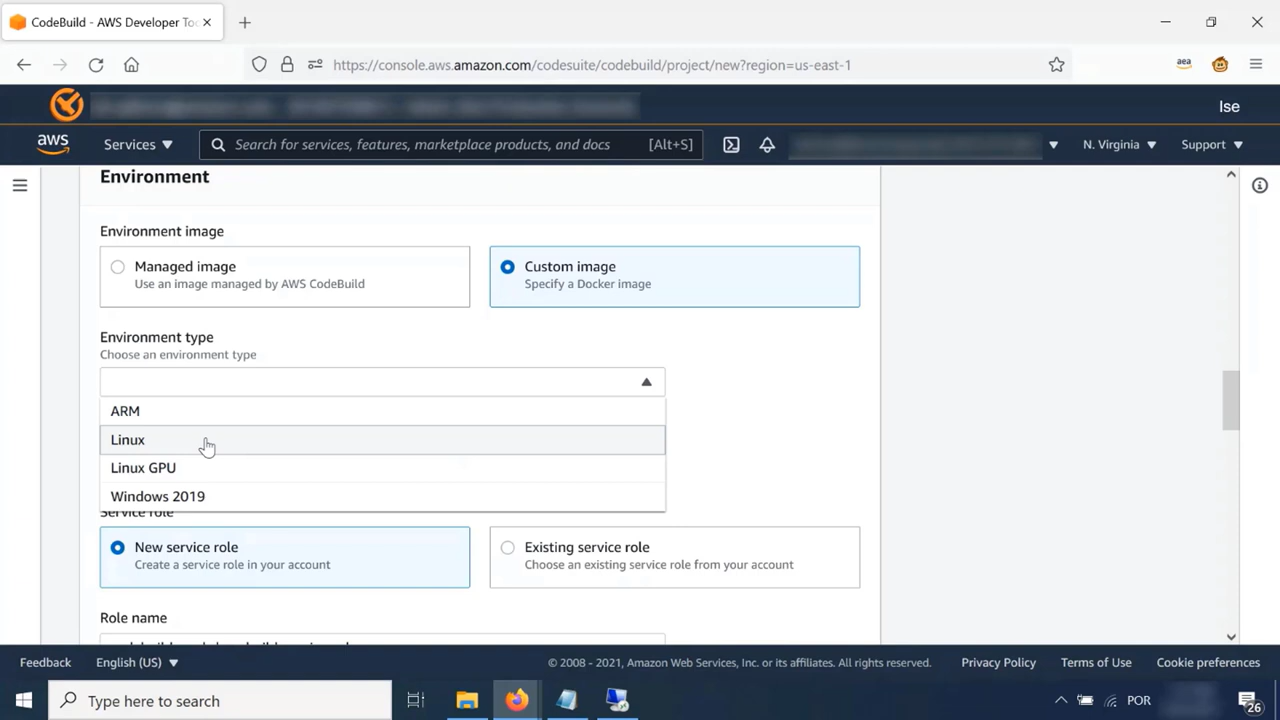 CodeBuild - AWS Developer To
https://console.aws.amazon.com/codesuite/codebuild/project/new?region=us-east-1
aea
Ise
aws
Services
Search for services, features, marketplace products, and docs
[Alt+S]
N. Virginia
Support
Environment
Environment image
Managed image
Use an image managed by AWS CodeBuild
Custom image
Specify a Docker image
Environment type
Choose an environment type
ARM
Linux
Linux GPU
Windows 2019
Service role
New service role
Create a service role in your account
Existing service role
Choose an existing service role from your account
Role name
Feedback
English (US)
© 2008 - 2021, Amazon Web Services, Inc. or its affiliates. All rights reserved.
Privacy Policy
Terms of Use
Cookie preferences
Type here to search
POR
26